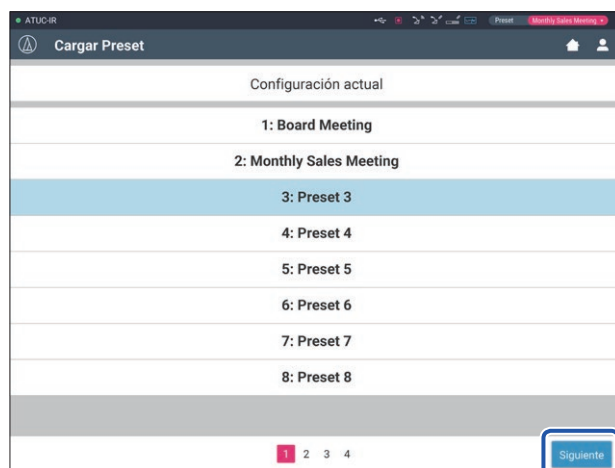 ATUC-IR Preset Monthly Sales Meeting
Cargar Preset
Configuración actual
1: Board Meeting
2: Monthly Sales Meeting
3: Preset 3
4: Preset 4
5: Preset 5
6: Preset 6
7: Preset 7
8: Preset 8
1 2 3 4
Siguiente